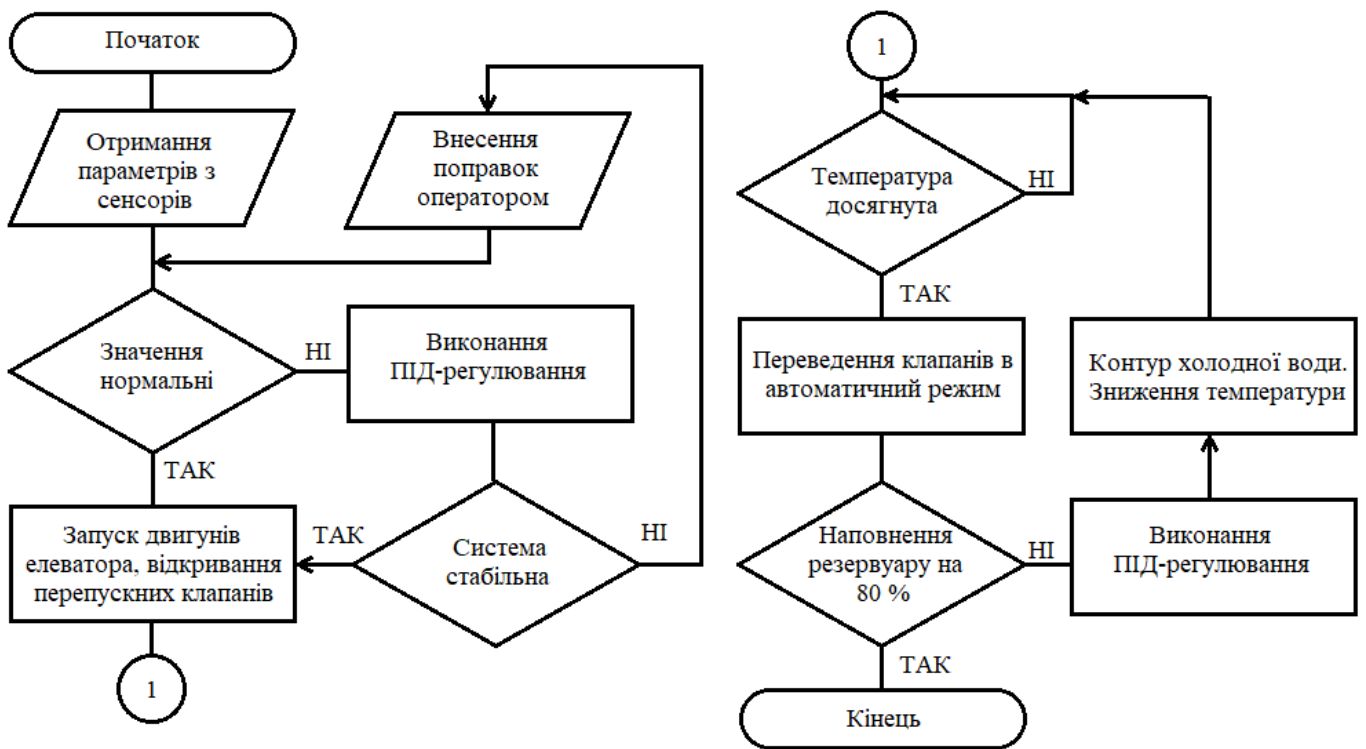 Початок
Отримання
параметрів з
сенсорів
Внесення
поправок
оператором
Значення
нормальні
НІ
Виконання
ПІД-регулювання
ТАК
Запуск двигунів
елеватора, відкривання
перепускних клапанів
ТАК
Система
стабільна
НІ
1
1
Температура
досягнута
НІ
ТАК
Переведення клапанів в
автоматичний режим
Контур холодної води.
Зниження температури
Наповнення
резервуару на
80 %
НІ
Виконання
ПІД-регулювання
ТАК
Кінець